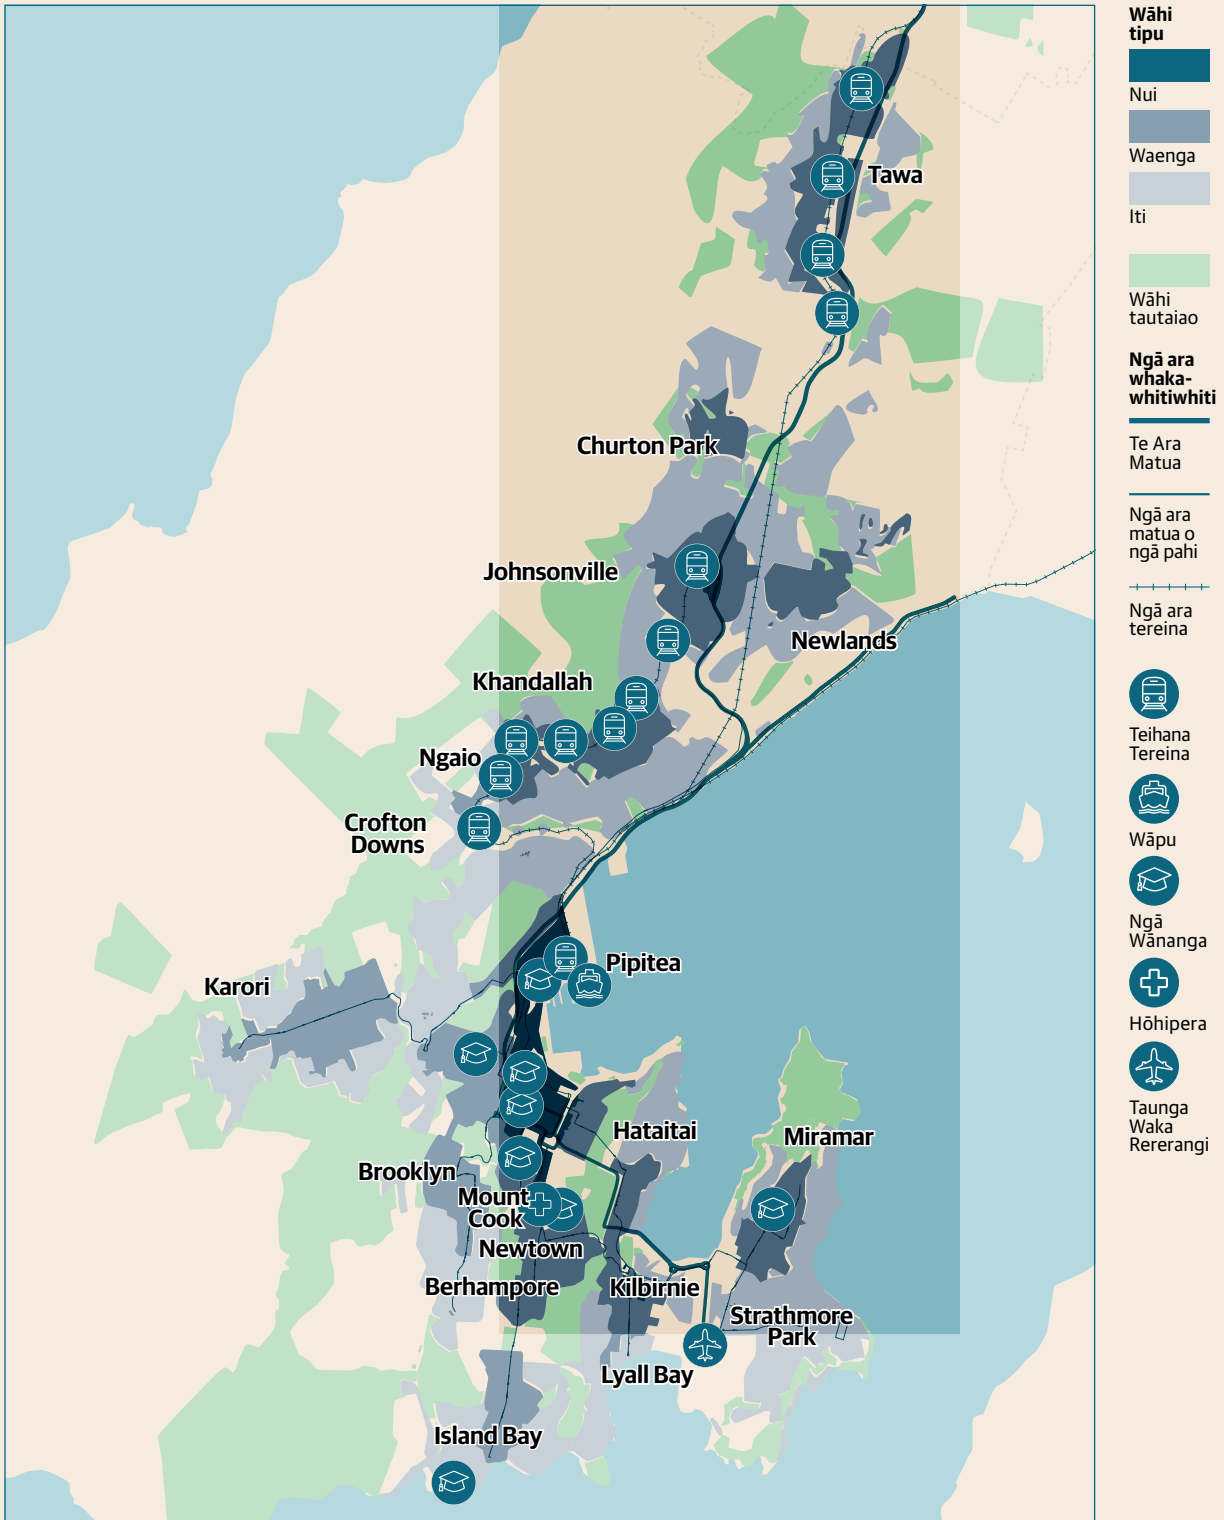 Tawa
Churton Park
Johnsonville
Newlands
Khandallah
Ngaio
Crofton
Downs
Pipitea
Karori
Hataitai
Miramar
Brooklyn
Mount
Cook
Newtown
Berhampore
Kilbirnie
Strathmore
Park
Lyall Bay
Island Bay
Wāhi
tipu
Nui
Waenga
Iti
Wāhi
tautaiao
Ngā ara
whaka-
whitiwhiti
Te Ara
Matua
Ngā ara
matua o
ngā pahi
Ngā ara
tereina
Teihana
Tereina
Wāpu
Ngā
Wānanga
Hōhipera
Taunga
Waka
Rererangi